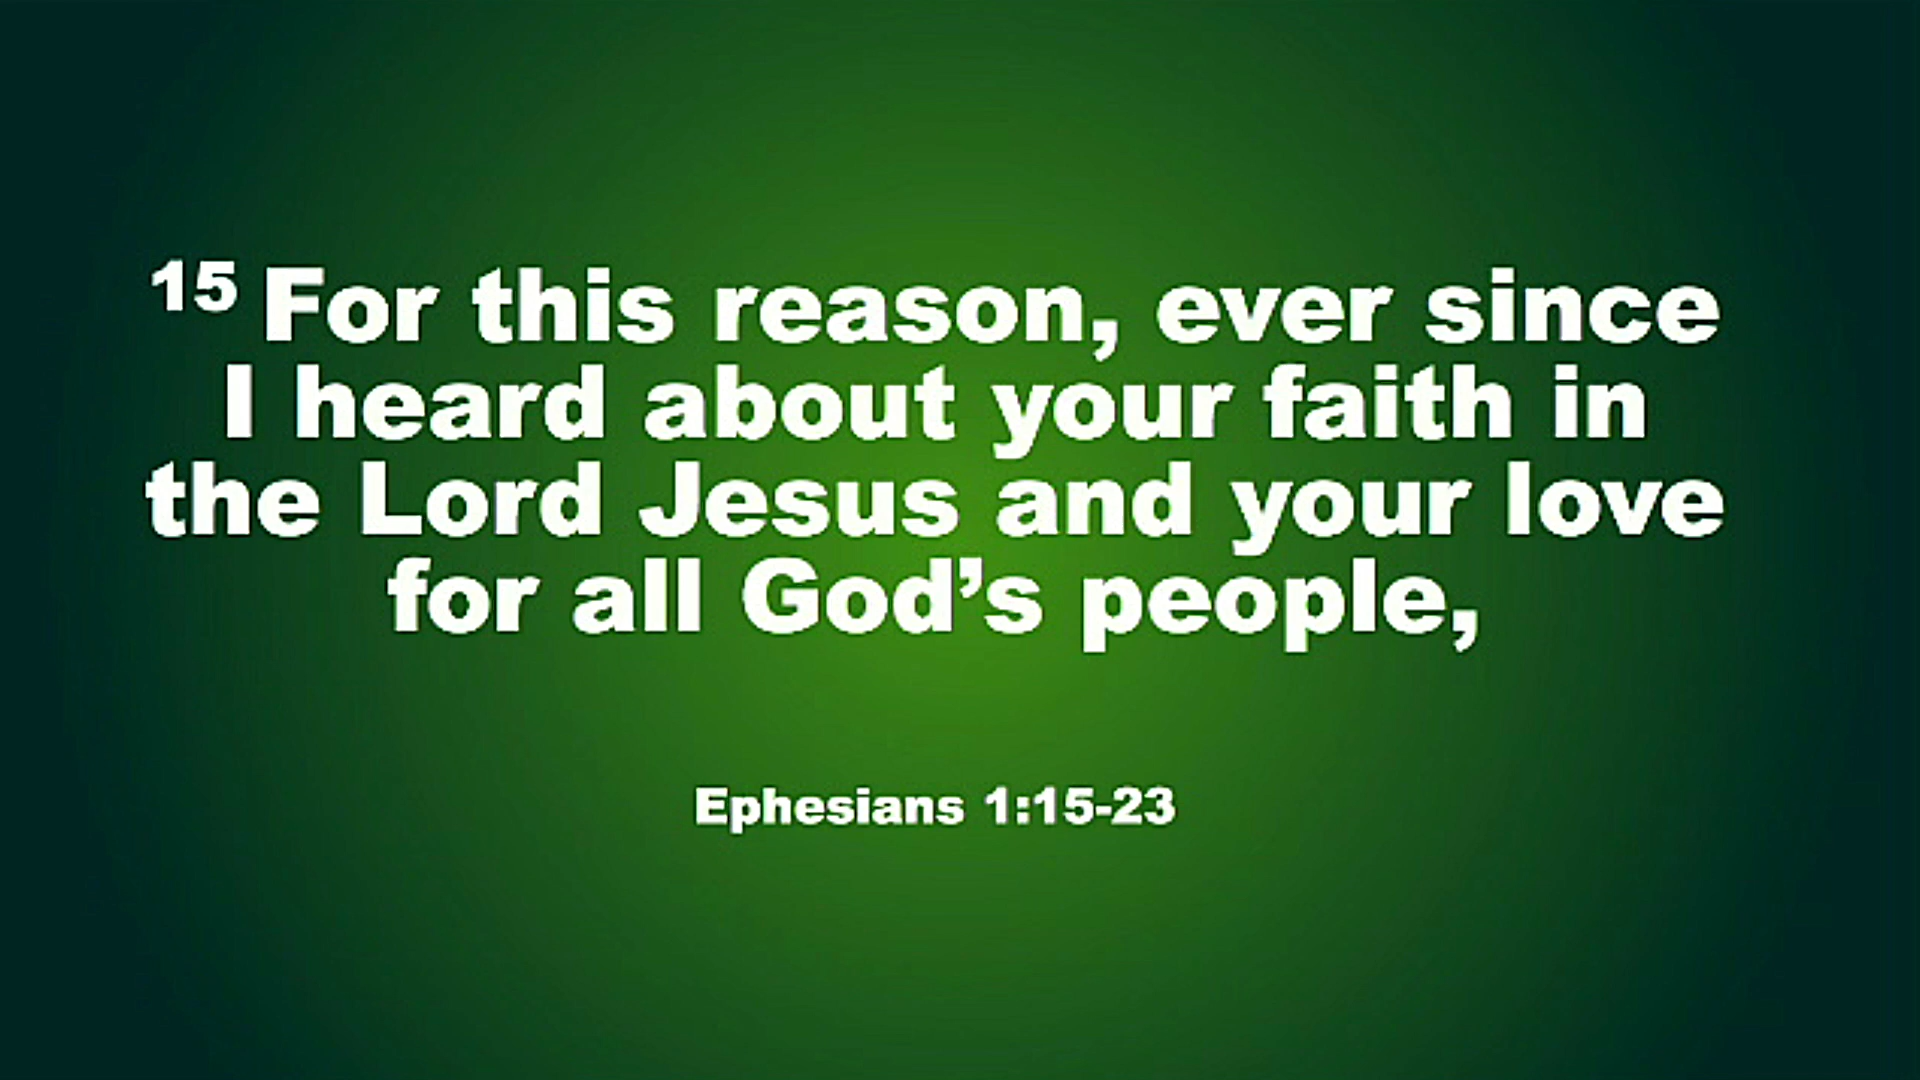 15 For this reason, ever since
I heard about your faith in
the Lord Jesus and your love
for all God’s people,
Ephesians 1:15-23